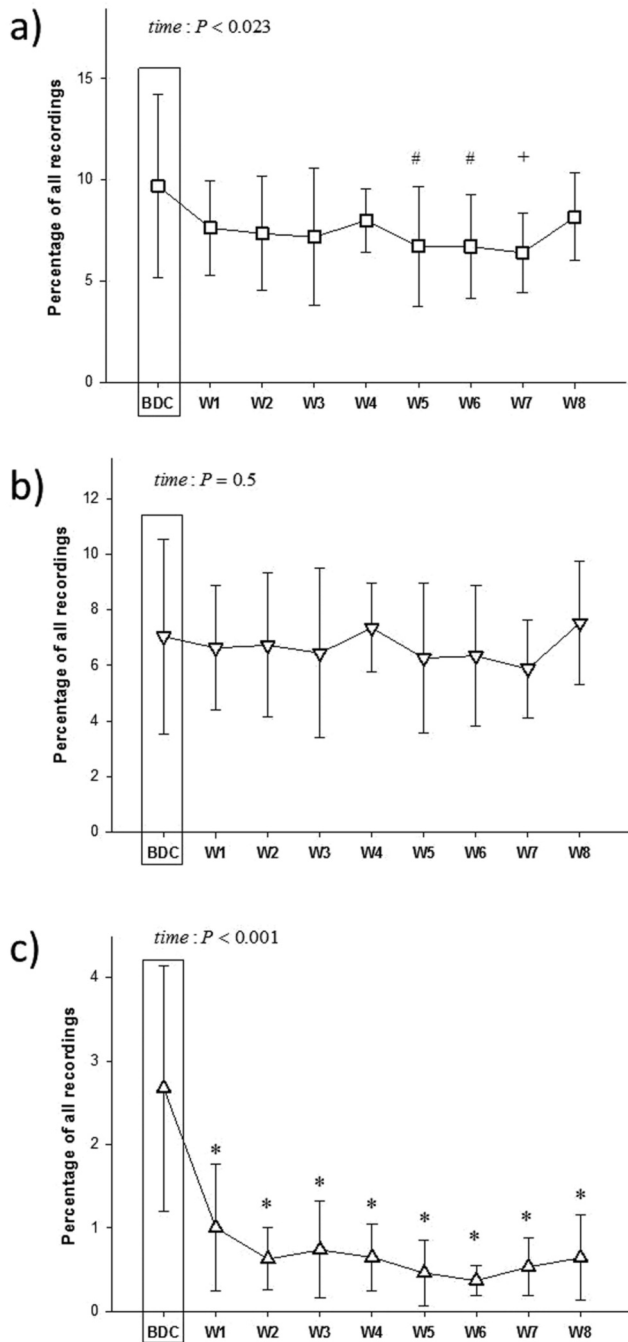 a)
time : P < 0.023
Percentage of all recordings
15
10
5
0
# # +
BDC W1 W2 W3 W4 W5 W6 W7 W8
b)
time : P = 0.5
Percentage of all recordings
12
10
8
6
4
2
0
BDC W1 W2 W3 W4 W5 W6 W7 W8
c)
time : P < 0.001
Percentage of all recordings
4
3
2
1
0
* * * * * * * *
BDC W1 W2 W3 W4 W5 W6 W7 W8